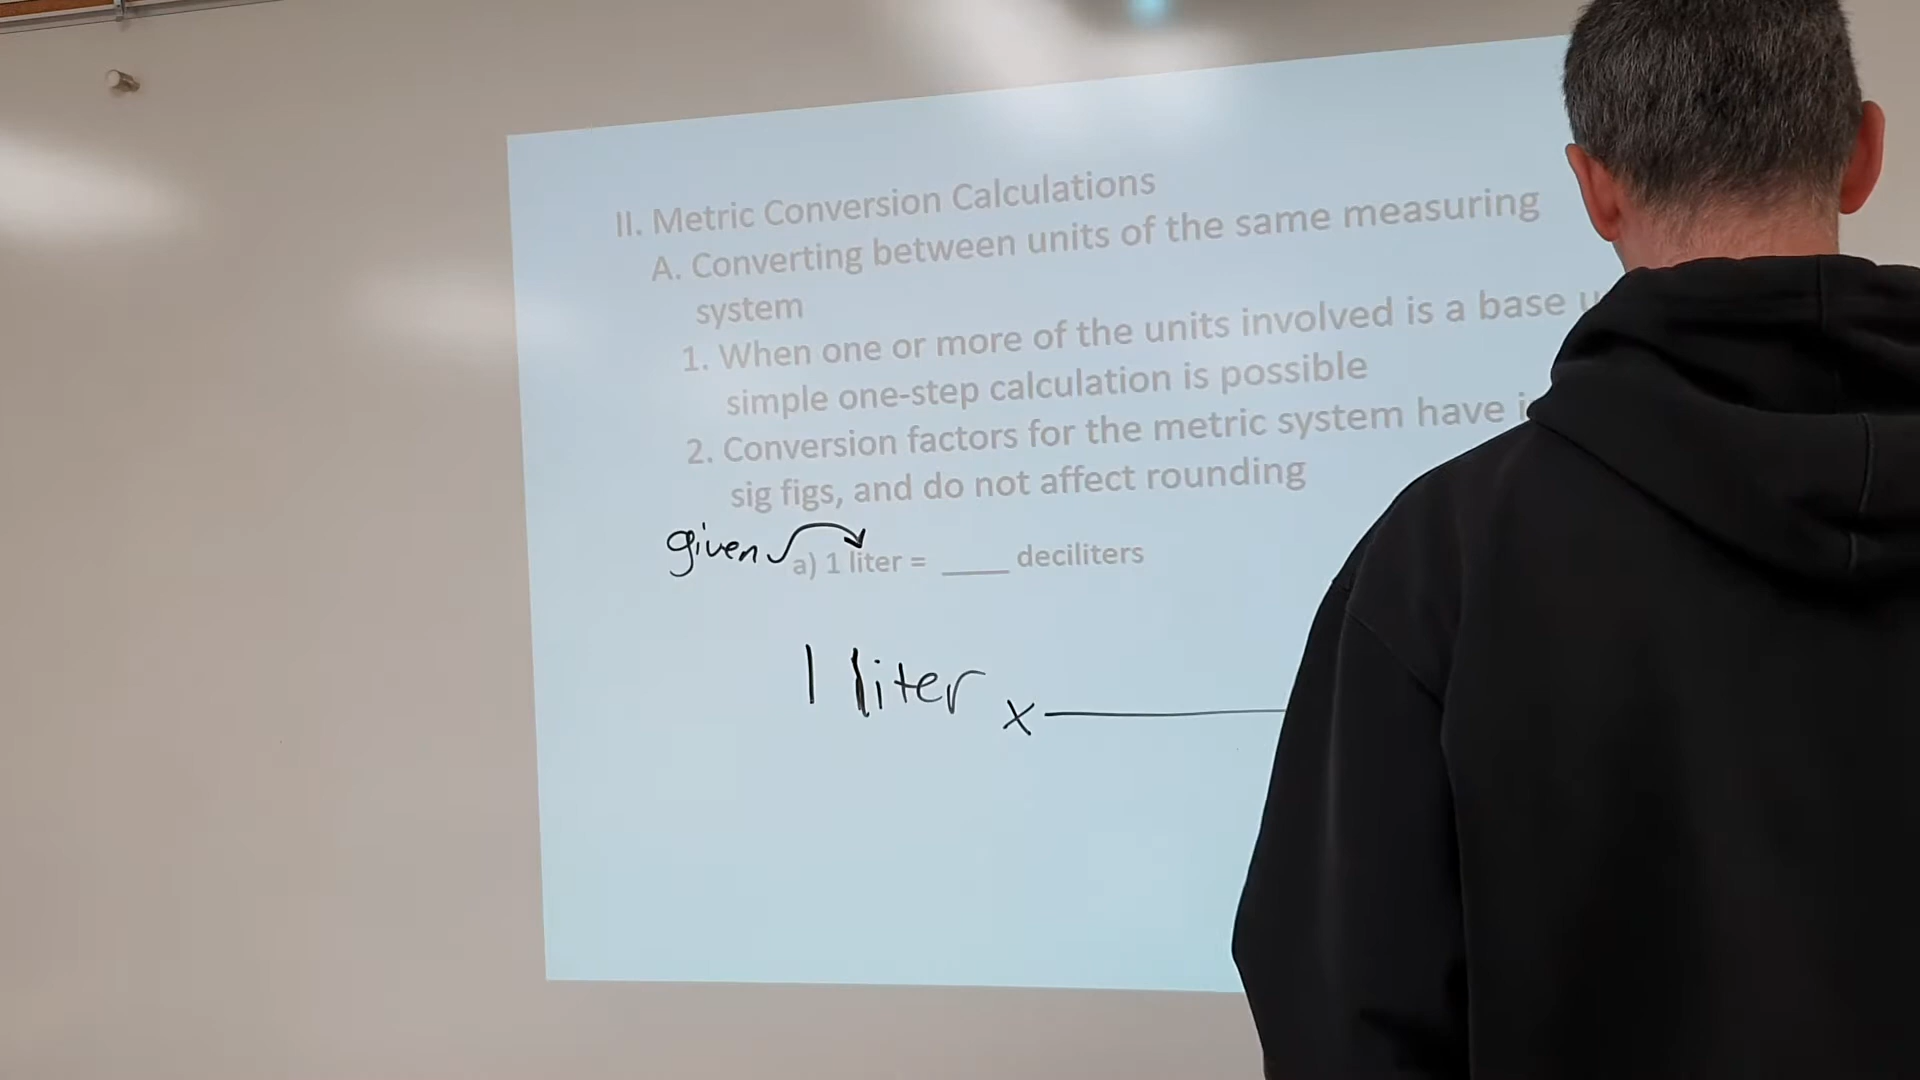 II. Metric Conversion Calculations
A. Converting between units of the same measuring
system
1. When one or more of the units involved is a base
simple one-step calculation is possible
2. Conversion factors for the metric system have
sig figs, and do not affect rounding
given
a) 1 liter = ____ deciliters
1 liter x